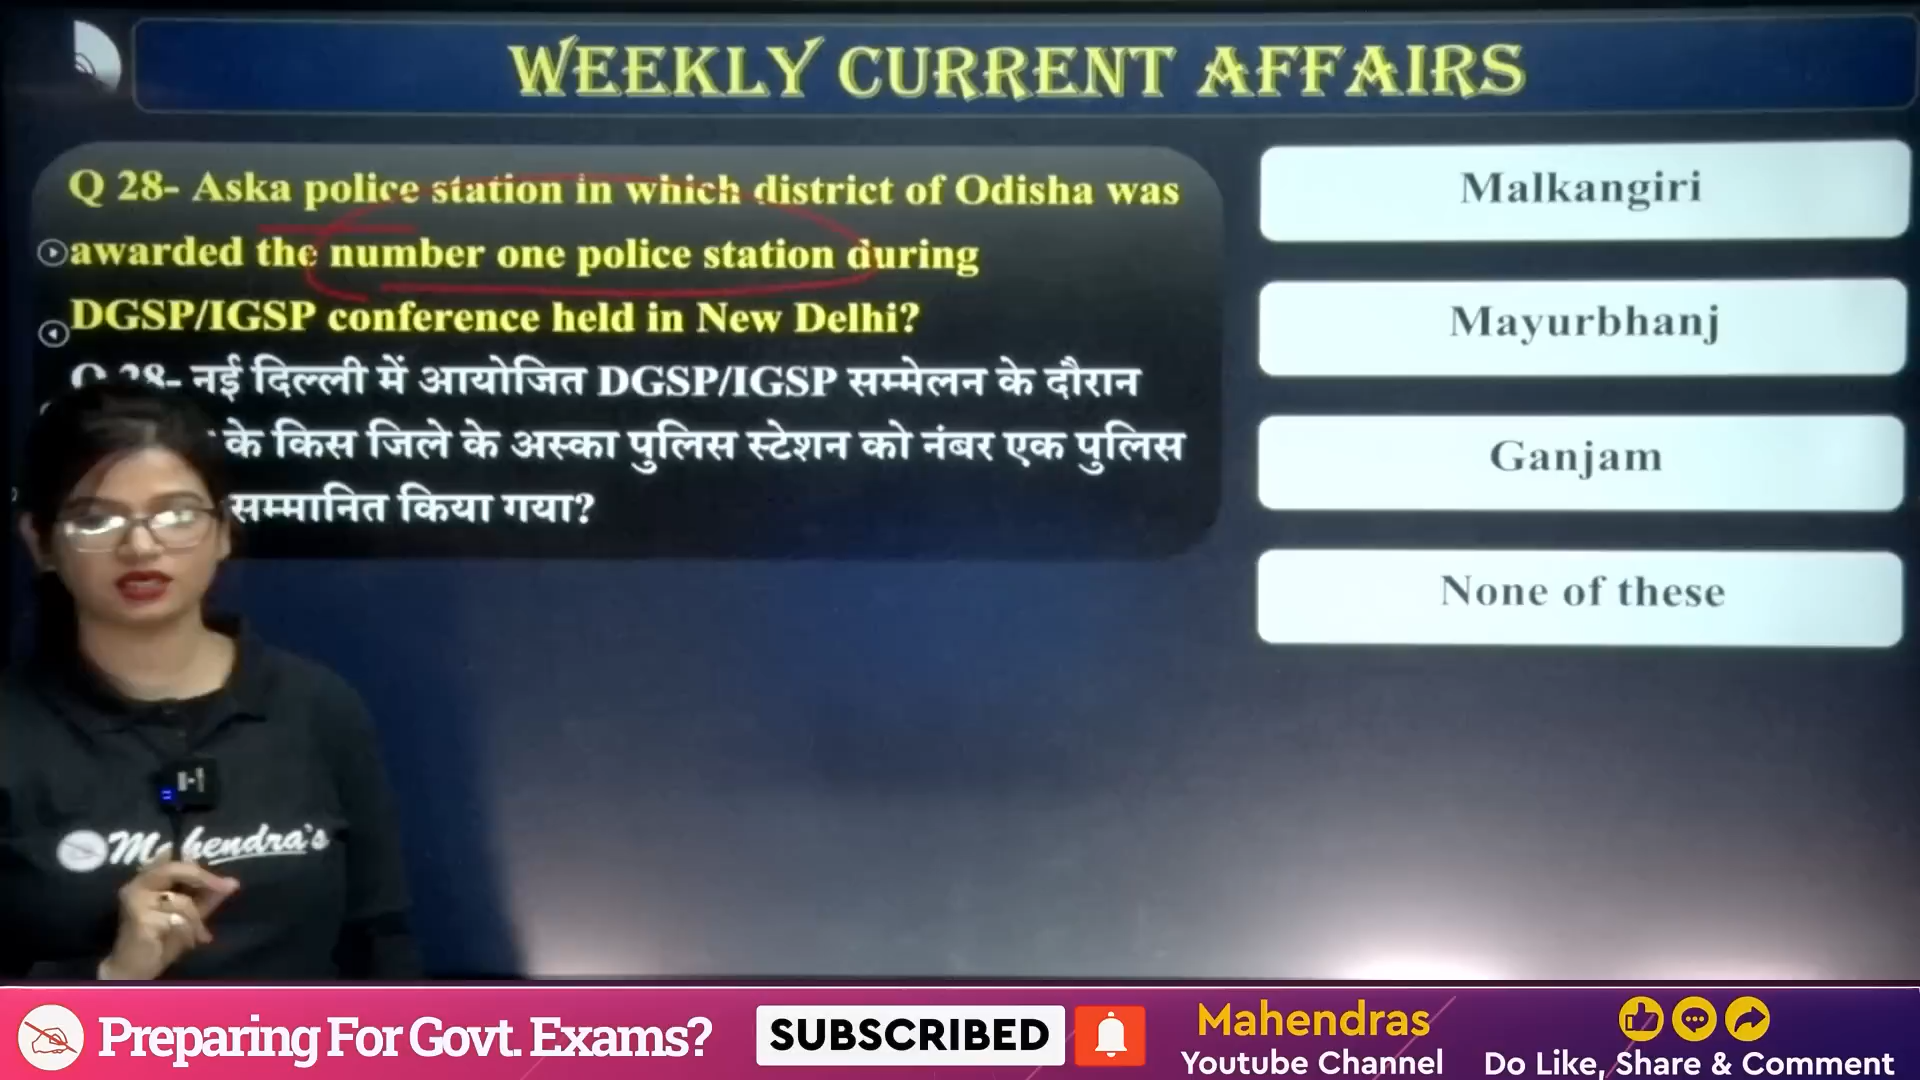 WEEKLY CURRENT AFFAIRS
Q 28- Aska police station in which district of Odisha was
awarded the number one police station during
DGSP/IGSP conference held in New Delhi?
Q 28- नई दिल्ली में आयोजित DGSP/IGSP सम्मेलन के दौरान
के किस जिले के अस्का पुलिस स्टेशन को नंबर एक पुलिस
सम्मानित किया गया?
Malkangiri
Mayurbhanj
Ganjam
None of these
Mahendra's
Preparing For Govt. Exams?
SUBSCRIBED
Mahendras
Youtube Channel
Do Like, Share & Comment